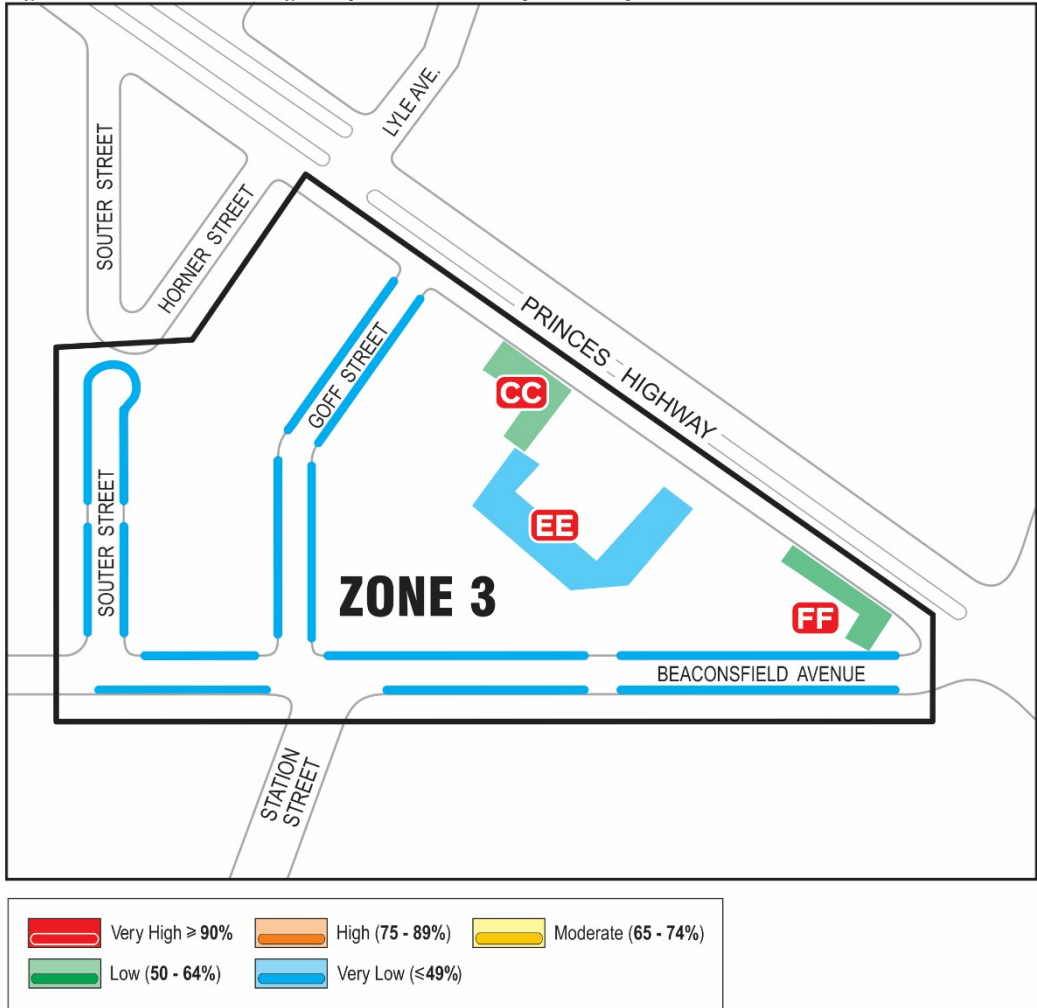 LYLE AVE.
SOUTER STREET
HORNER STREET
PRINCES HIGHWAY
GOFF STREET
CC
EE
SOUTER STREET
ZONE 3
FF
BEACONSFIELD AVENUE
STATION
STREET
Very High ≥ 90%
High (75 - 89%)
Moderate (65 - 74%)
Low (50 - 64%)
Very Low (≤49%)